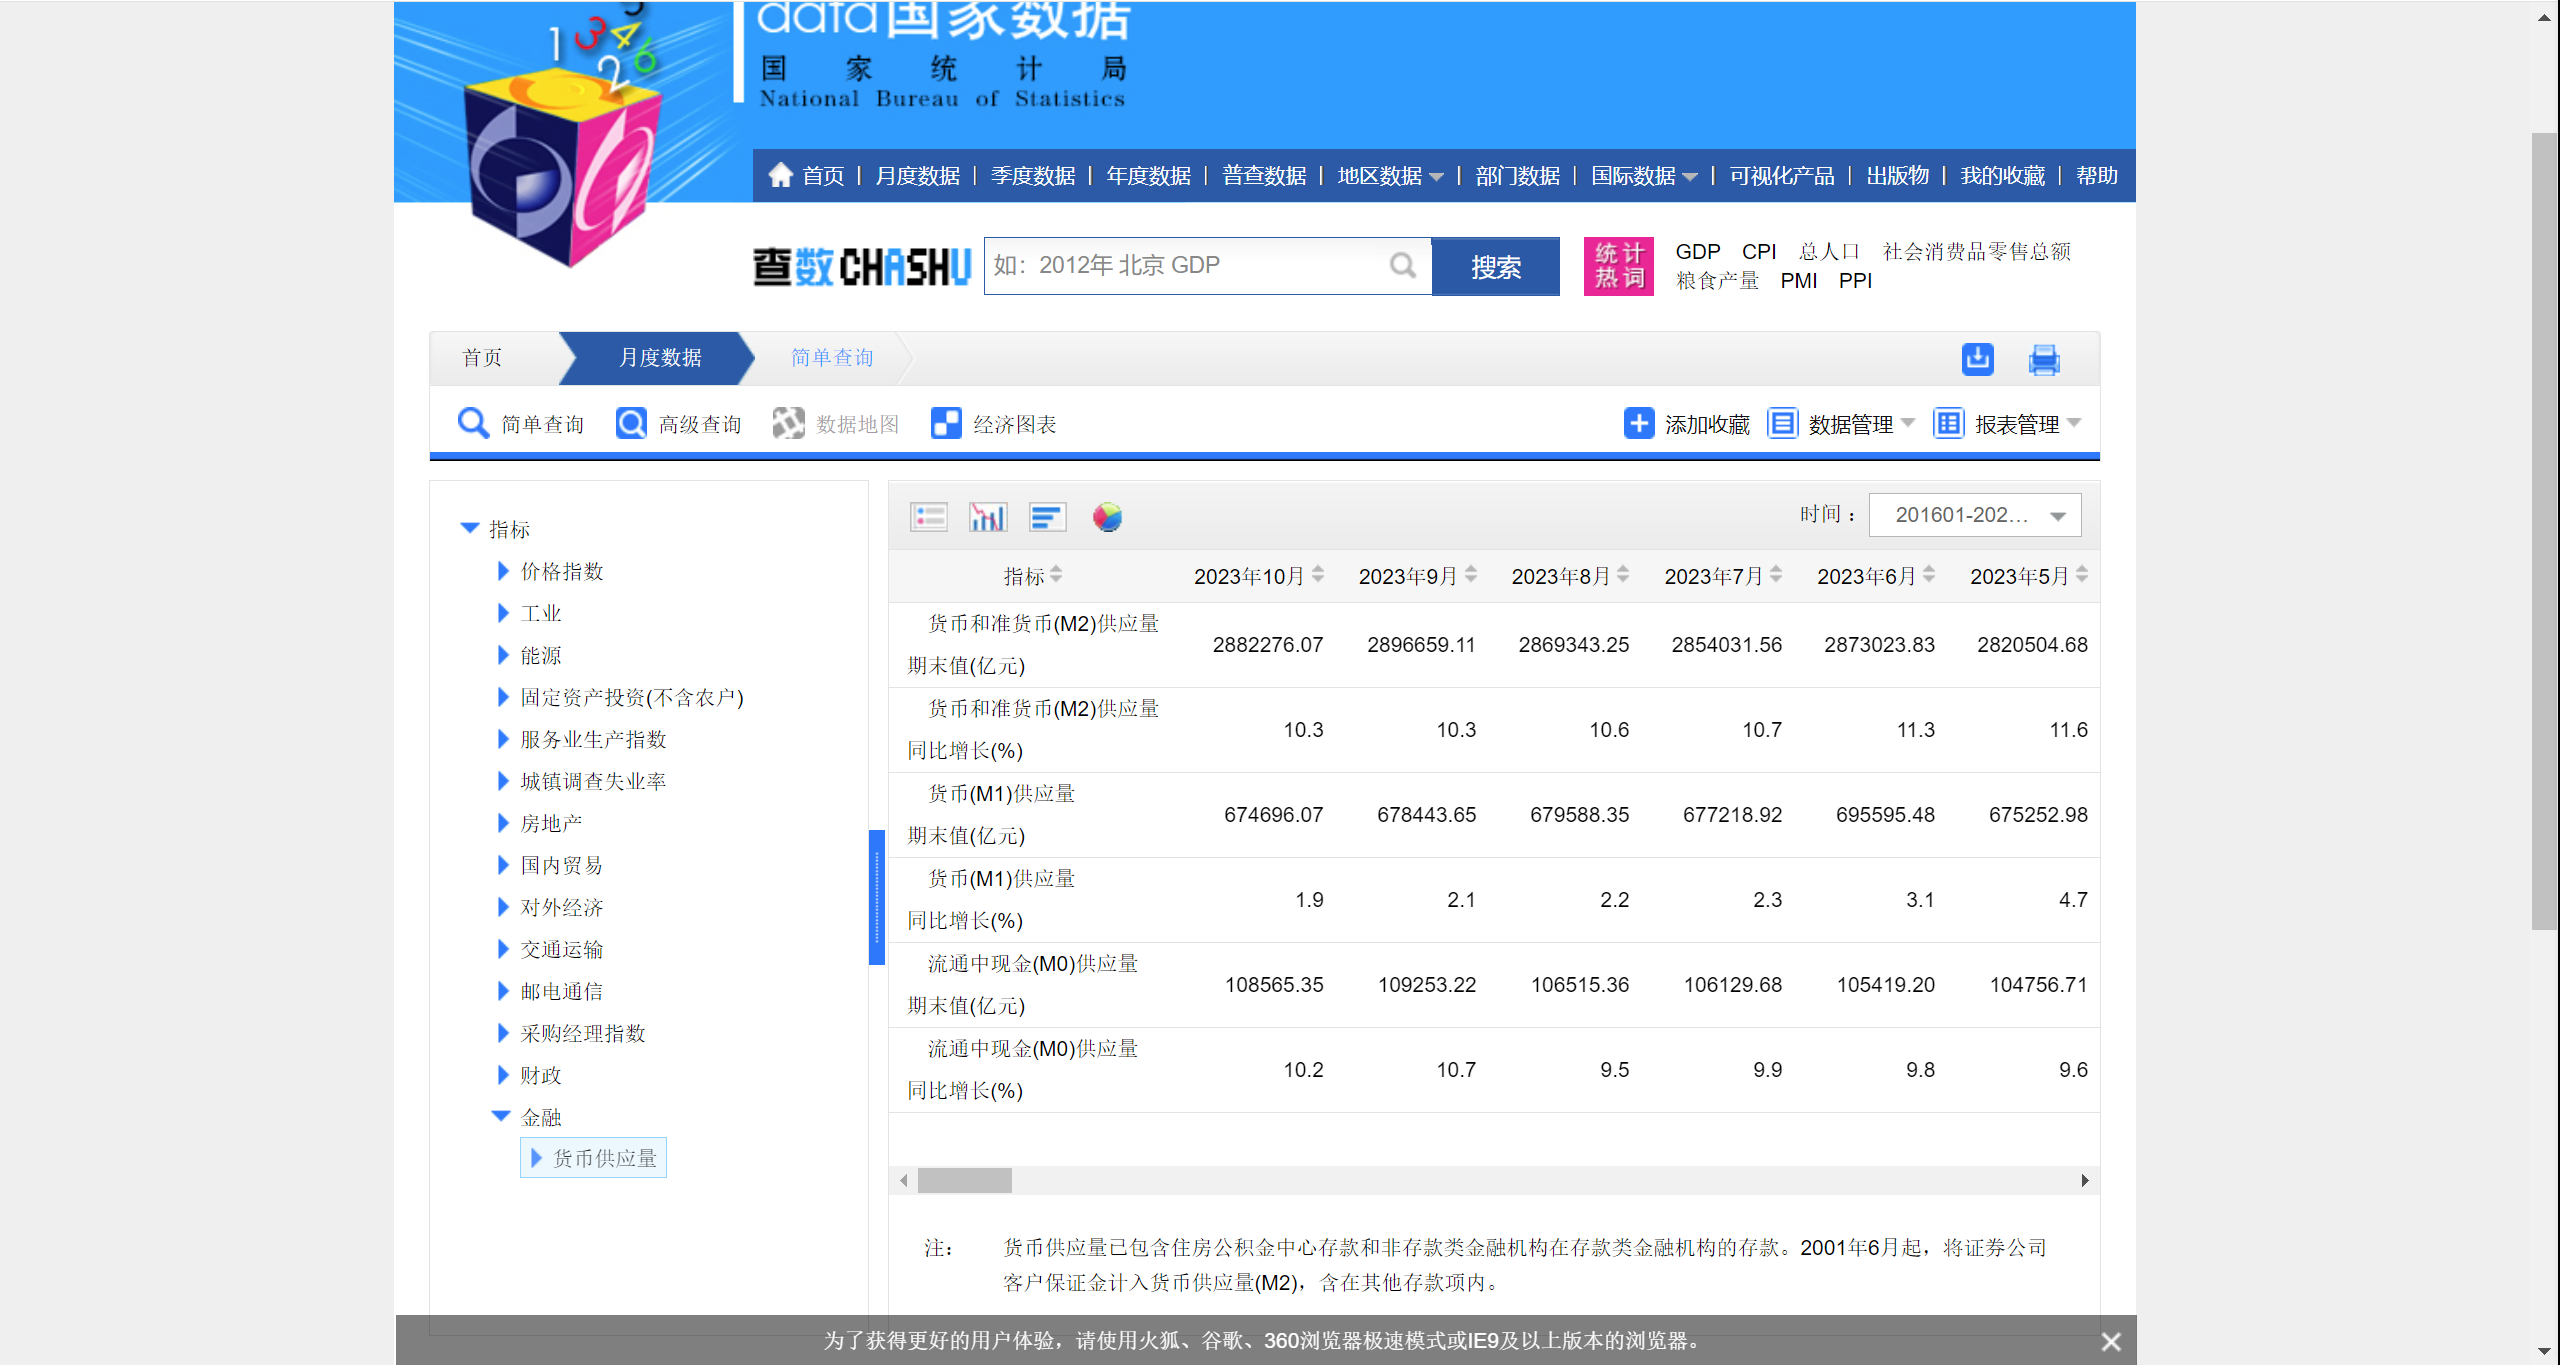 data国家数据
国家统计局
National Bureau of Statistics
首页 | 月度数据 | 季度数据 | 年度数据 | 普查数据 | 地区数据 | 部门数据 | 国际数据 | 可视化产品 | 出版物 | 我的收藏 | 帮助
查数CHASHU 如：2012年 北京 GDP 搜索
统计热词
GDP CPI 总人口 社会消费品零售总额
粮食产量 PMI PPI
首页 月度数据 简单查询
简单查询 高级查询 数据地图 经济图表 添加收藏 数据管理 报表管理
指标
价格指数
工业
能源
固定资产投资(不含农户)
服务业生产指数
城镇调查失业率
房地产
国内贸易
对外经济
交通运输
邮电通信
采购经理指数
财政
金融
货币供应量
时间： 201601-202...
指标 2023年10月 2023年9月 2023年8月 2023年7月 2023年6月 2023年5月
货币和准货币(M2)供应量
期末值(亿元) 2882276.07 2896659.11 2869343.25 2854031.56 2873023.83 2820504.68
货币和准货币(M2)供应量
同比增长(%) 10.3 10.3 10.6 10.7 11.3 11.6
货币(M1)供应量
期末值(亿元) 674696.07 678443.65 679588.35 677218.92 695595.48 675252.98
货币(M1)供应量
同比增长(%) 1.9 2.1 2.2 2.3 3.1 4.7
流通中现金(M0)供应量
期末值(亿元) 108565.35 109253.22 106515.36 106129.68 105419.20 104756.71
流通中现金(M0)供应量
同比增长(%) 10.2 10.7 9.5 9.9 9.8 9.6
注： 货币供应量已包含住房公积金中心存款和非存款类金融机构在存款类金融机构的存款。2001年6月起，将证券公司
客户保证金计入货币供应量(M2)，含在其他存款项内。
为了获得更好的用户体验，请使用火狐、谷歌、360浏览器极速模式或IE9及以上版本的浏览器。